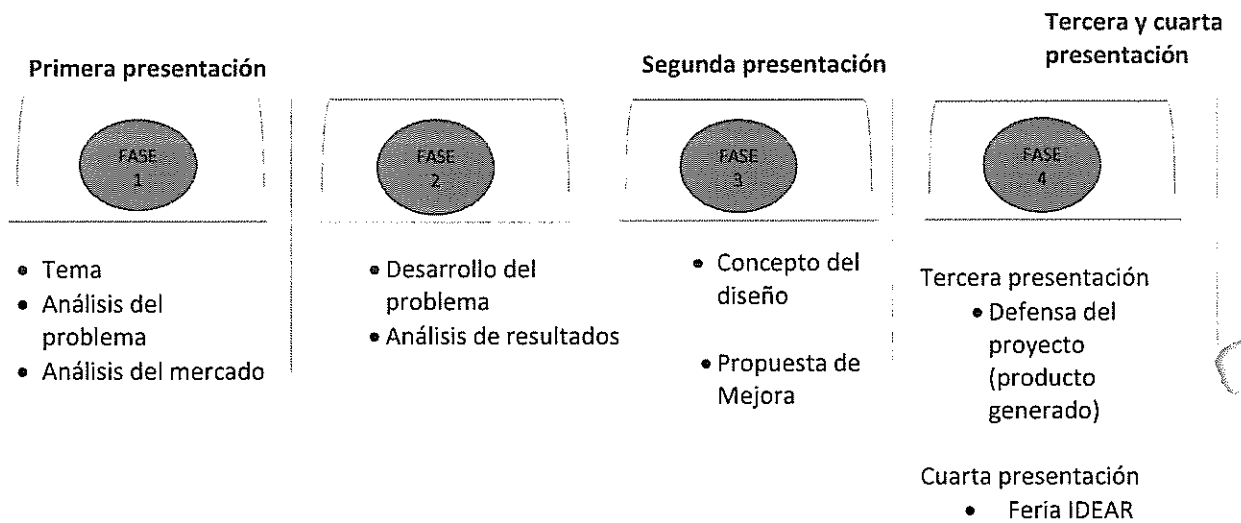 Primera presentación
Segunda presentación
Tercera y cuarta
presentación
FASE
1
FASE
2
FASE
3
FASE
4
• Tema
• Análisis del
problema
• Análisis del mercado
• Desarrollo del
problema
• Análisis de resultados
• Concepto del
diseño
• Propuesta de
Mejora
Tercera presentación
• Defensa del
proyecto
(producto
generado)
Cuarta presentación
• Fería IDEAR